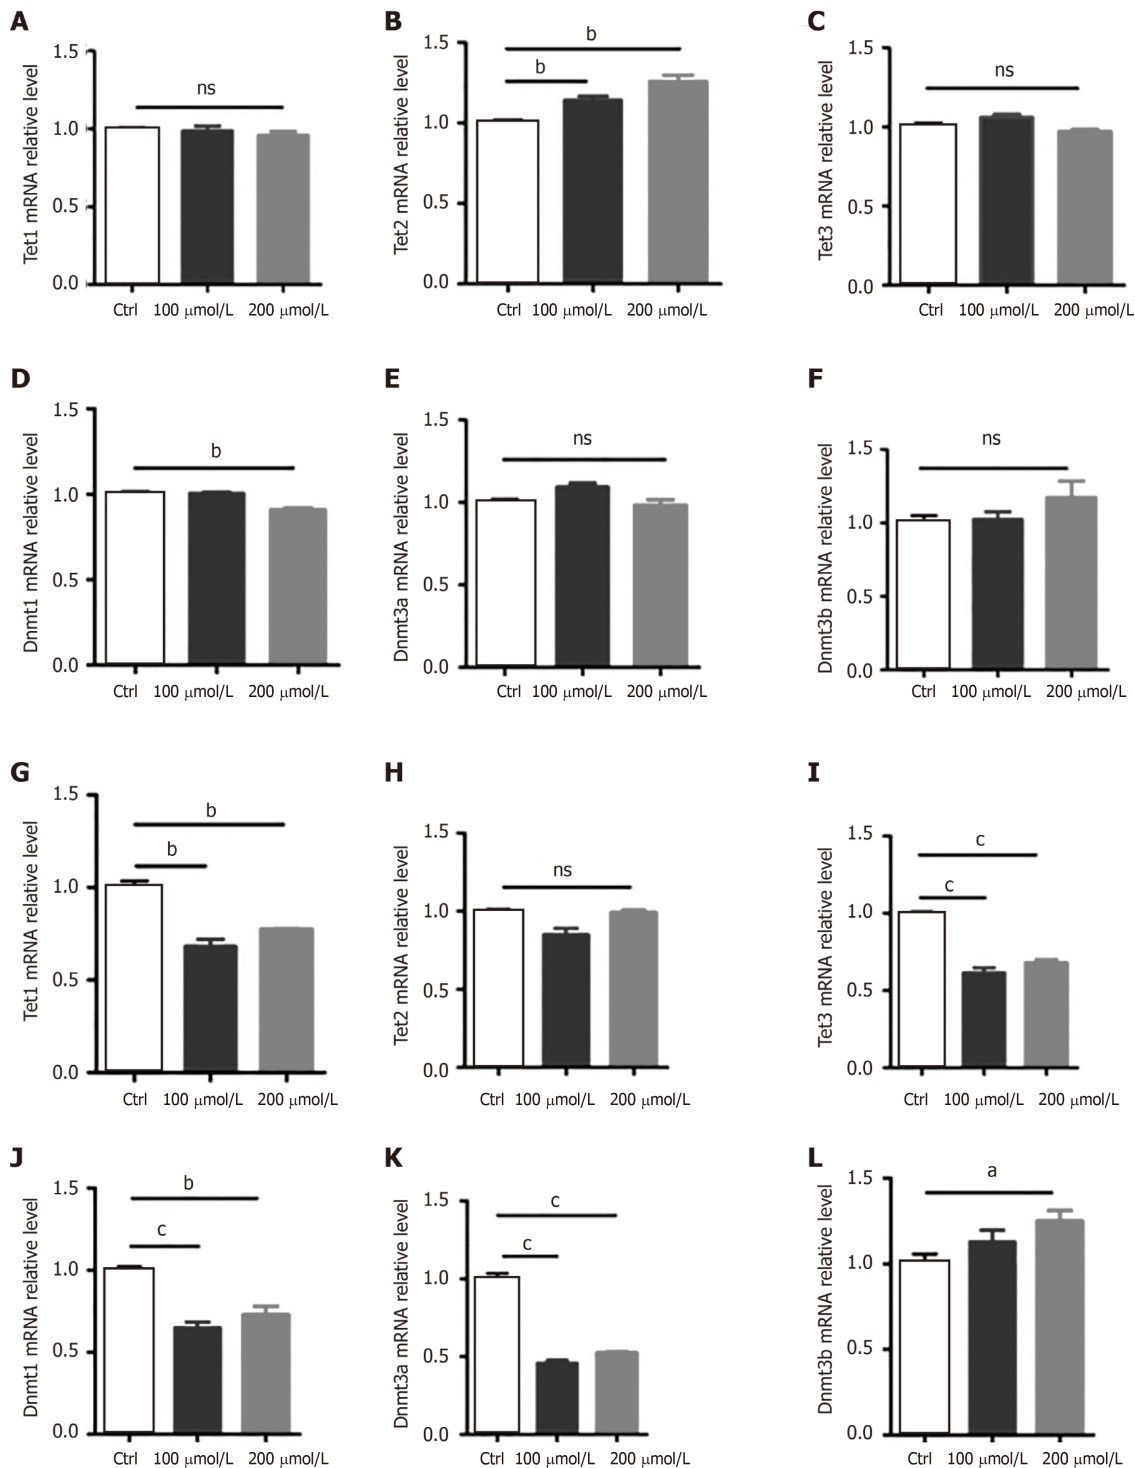 A
Tet1 mRNA relative level
1.5
1.0
0.5
0.0
ns
Ctrl 100 μmol/L 200 μmol/L
B
Tet2 mRNA relative level
1.5
1.0
0.5
0.0
b
b
Ctrl 100 μmol/L 200 μmol/L
C
Tet3 mRNA relative level
1.5
1.0
0.5
0.0
ns
Ctrl 100 μmol/L 200 μmol/L
D
Dnmt1 mRNA relative level
1.5
1.0
0.5
0.0
b
Ctrl 100 μmol/L 200 μmol/L
E
Dnmt3a mRNA relative level
1.5
1.0
0.5
0.0
ns
Ctrl 100 μmol/L 200 μmol/L
F
Dnmt3b mRNA relative level
1.5
1.0
0.5
0.0
ns
Ctrl 100 μmol/L 200 μmol/L
G
Tet1 mRNA relative level
1.5
1.0
0.5
0.0
b
b
Ctrl 100 μmol/L 200 μmol/L
H
Tet2 mRNA relative level
1.5
1.0
0.5
0.0
ns
Ctrl 100 μmol/L 200 μmol/L
I
Tet3 mRNA relative level
1.5
1.0
0.5
0.0
c
c
Ctrl 100 μmol/L 200 μmol/L
J
Dnmt1 mRNA relative level
1.5
1.0
0.5
0.0
b
c
Ctrl 100 μmol/L 200 μmol/L
K
Dnmt3a mRNA relative level
1.5
1.0
0.5
0.0
c
c
Ctrl 100 μmol/L 200 μmol/L
L
Dnmt3b mRNA relative level
1.5
1.0
0.5
0.0
a
Ctrl 100 μmol/L 200 μmol/L